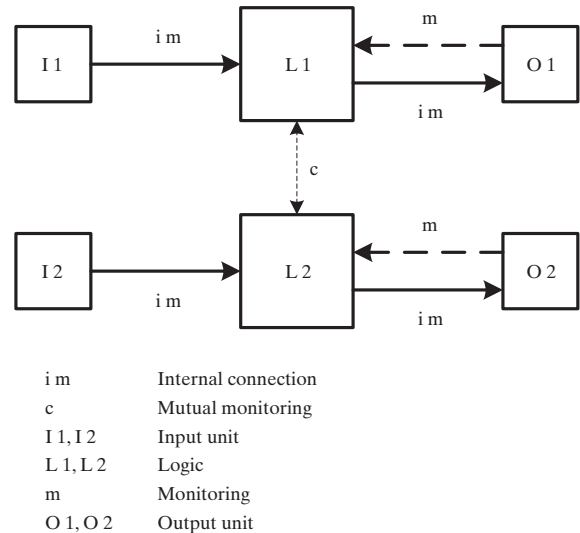 i m
m
I 1
L 1
O 1
i m
c
m
I 2
L 2
O 2
i m
i m
i m Internal connection
c Mutual monitoring
I 1, I 2 Input unit
L 1, L 2 Logic
m Monitoring
O 1, O 2 Output unit